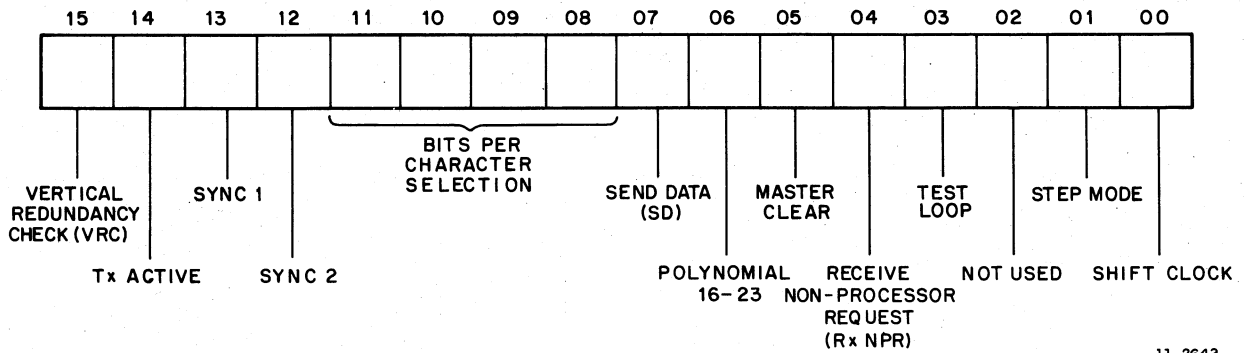 15 14 13 12 11 10 09 08 07 06 05 04 03 02 01 00
VERTICAL
REDUNDANCY
CHECK (VRC)
Tx ACTIVE
SYNC 1
SYNC 2
BITS PER
CHARACTER
SELECTION
SEND DATA
(SD)
POLYNOMIAL
16-23
MASTER
CLEAR
RECEIVE
NON-PROCESSOR
REQUEST
(Rx NPR)
TEST
LOOP
NOT USED
STEP MODE
SHIFT CLOCK